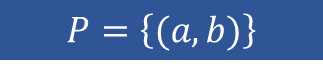 P = {(a, b)}